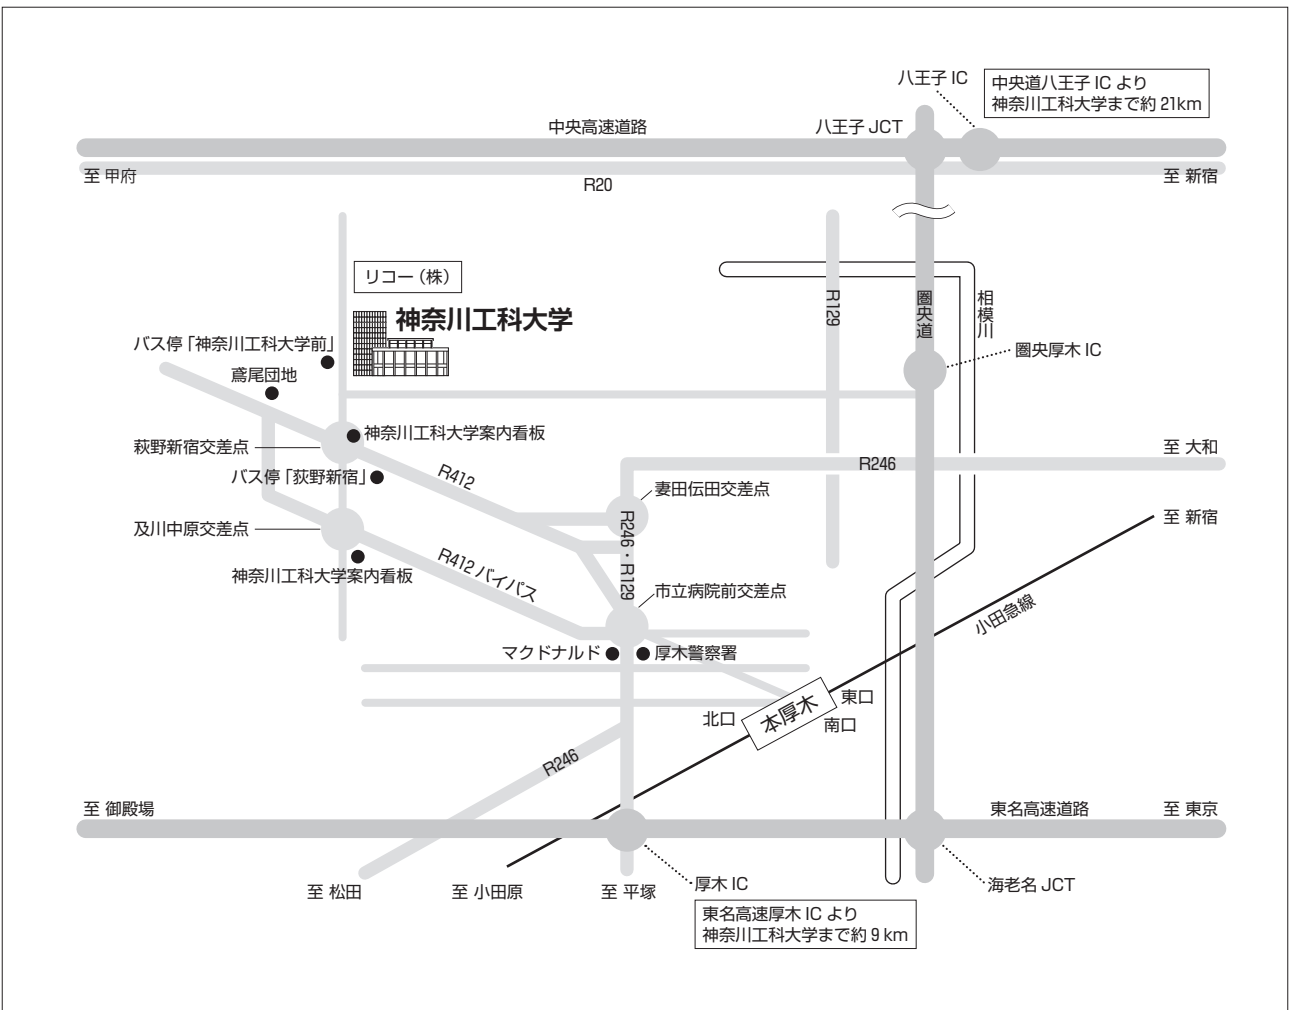 八王子 IC
中央道八王子 IC より
神奈川工科大学まで約 21km
中央高速道路
八王子 JCT
至 甲府
R20
至 新宿
リコー（株）
神奈川工科大学
R129
圏央道
相模川
バス停「神奈川工科大学前」
圏央厚木 IC
鳶尾団地
神奈川工科大学案内看板
萩野新宿交差点
至 大和
R246
バス停「荻野新宿」
R412
妻田伝田交差点
至 新宿
及川中原交差点
R246・R129
神奈川工科大学案内看板
R412 バイパス
市立病院前交差点
小田急線
マクドナルド
厚木警察署
本厚木
東口
北口
南口
R246
至 御殿場
東名高速道路
至 東京
至 松田
至 小田原
至 平塚
厚木 IC
海老名 JCT
東名高速厚木 IC より
神奈川工科大学まで約 9 km